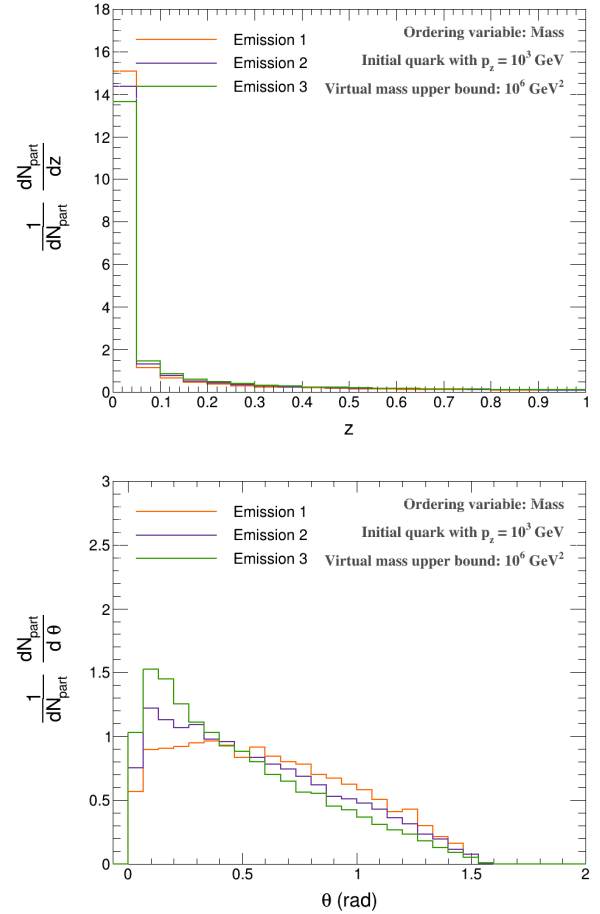 18
16
14
12
10
8
6
4
2
0
Emission 1
Emission 2
Emission 3
Ordering variable: Mass
Initial quark with p_z = 10^3 GeV
Virtual mass upper bound: 10^6 GeV^2
1 dN_part
dN_part dz
0 0.1 0.2 0.3 0.4 0.5 0.6 0.7 0.8 0.9 1
z
3
2.5
2
1.5
1
0.5
0
Emission 1
Emission 2
Emission 3
Ordering variable: Mass
Initial quark with p_z = 10^3 GeV
Virtual mass upper bound: 10^6 GeV^2
1 dN_part
dN_part d θ
0 0.5 1 1.5 2
θ (rad)